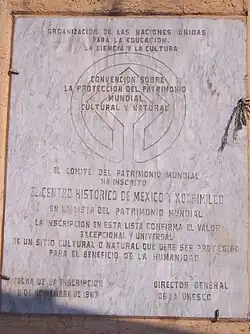 ORGANIZACION DE LAS NACIONES UNIDAS
PARA LA EDUCACION,
LA CIENCIA Y LA CULTURA
CONVENCION SOBRE
LA PROTECCION DEL PATRIMONIO
MUNDIAL
CULTURAL Y NATURAL
EL COMITE DEL PATRIMONIO MUNDIAL
HA INSCRITO
EL CENTRO HISTORICO DE MEXICO Y XOCHIMILCO
EN LA LISTA DEL PATRIMONIO MUNDIAL
LA INSCRIPCION EN ESTA LISTA CONFIRMA EL VALOR
EXCEPCIONAL Y UNIVERSAL
DE UN SITIO CULTURAL O NATURAL QUE DEBE SER PROTEGIDO
PARA EL BENEFICIO DE LA HUMANIDAD
FECHA DE LA INSCRIPCION DIRECTOR GENERAL
DICIEMBRE DE 1987 DE LA UNESCO